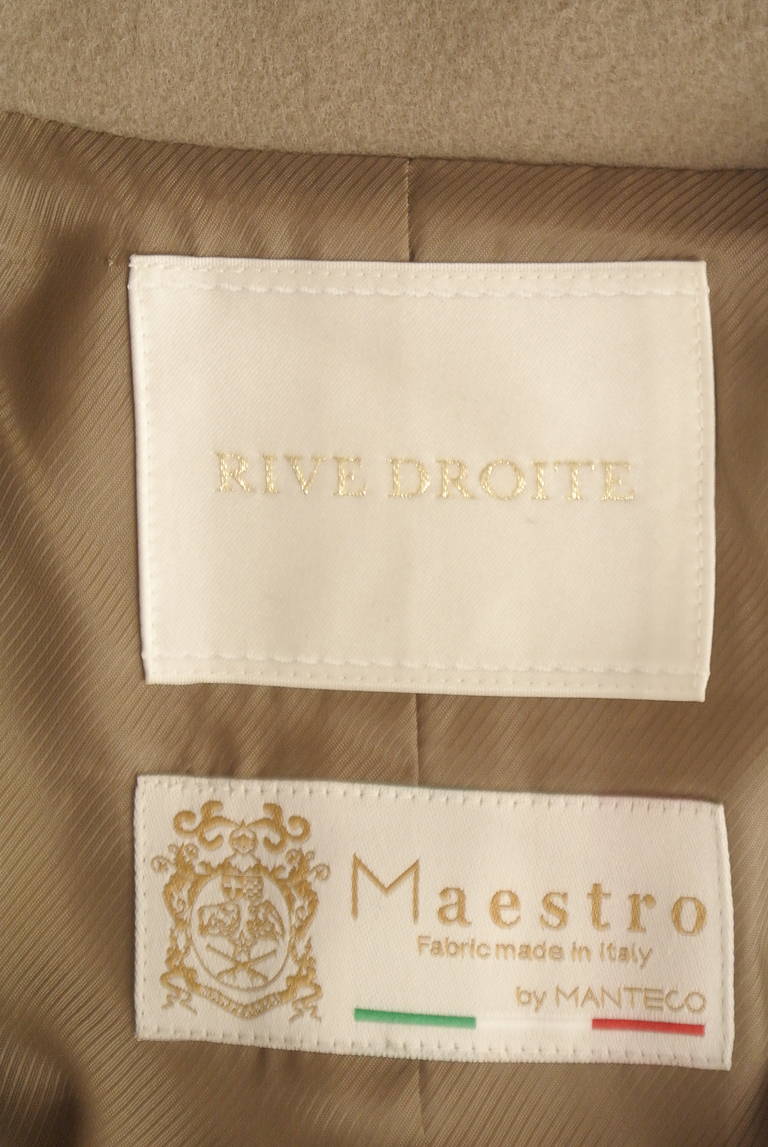 RIVE DROITE
Maestro
Fabric made in Italy
by MANTECO